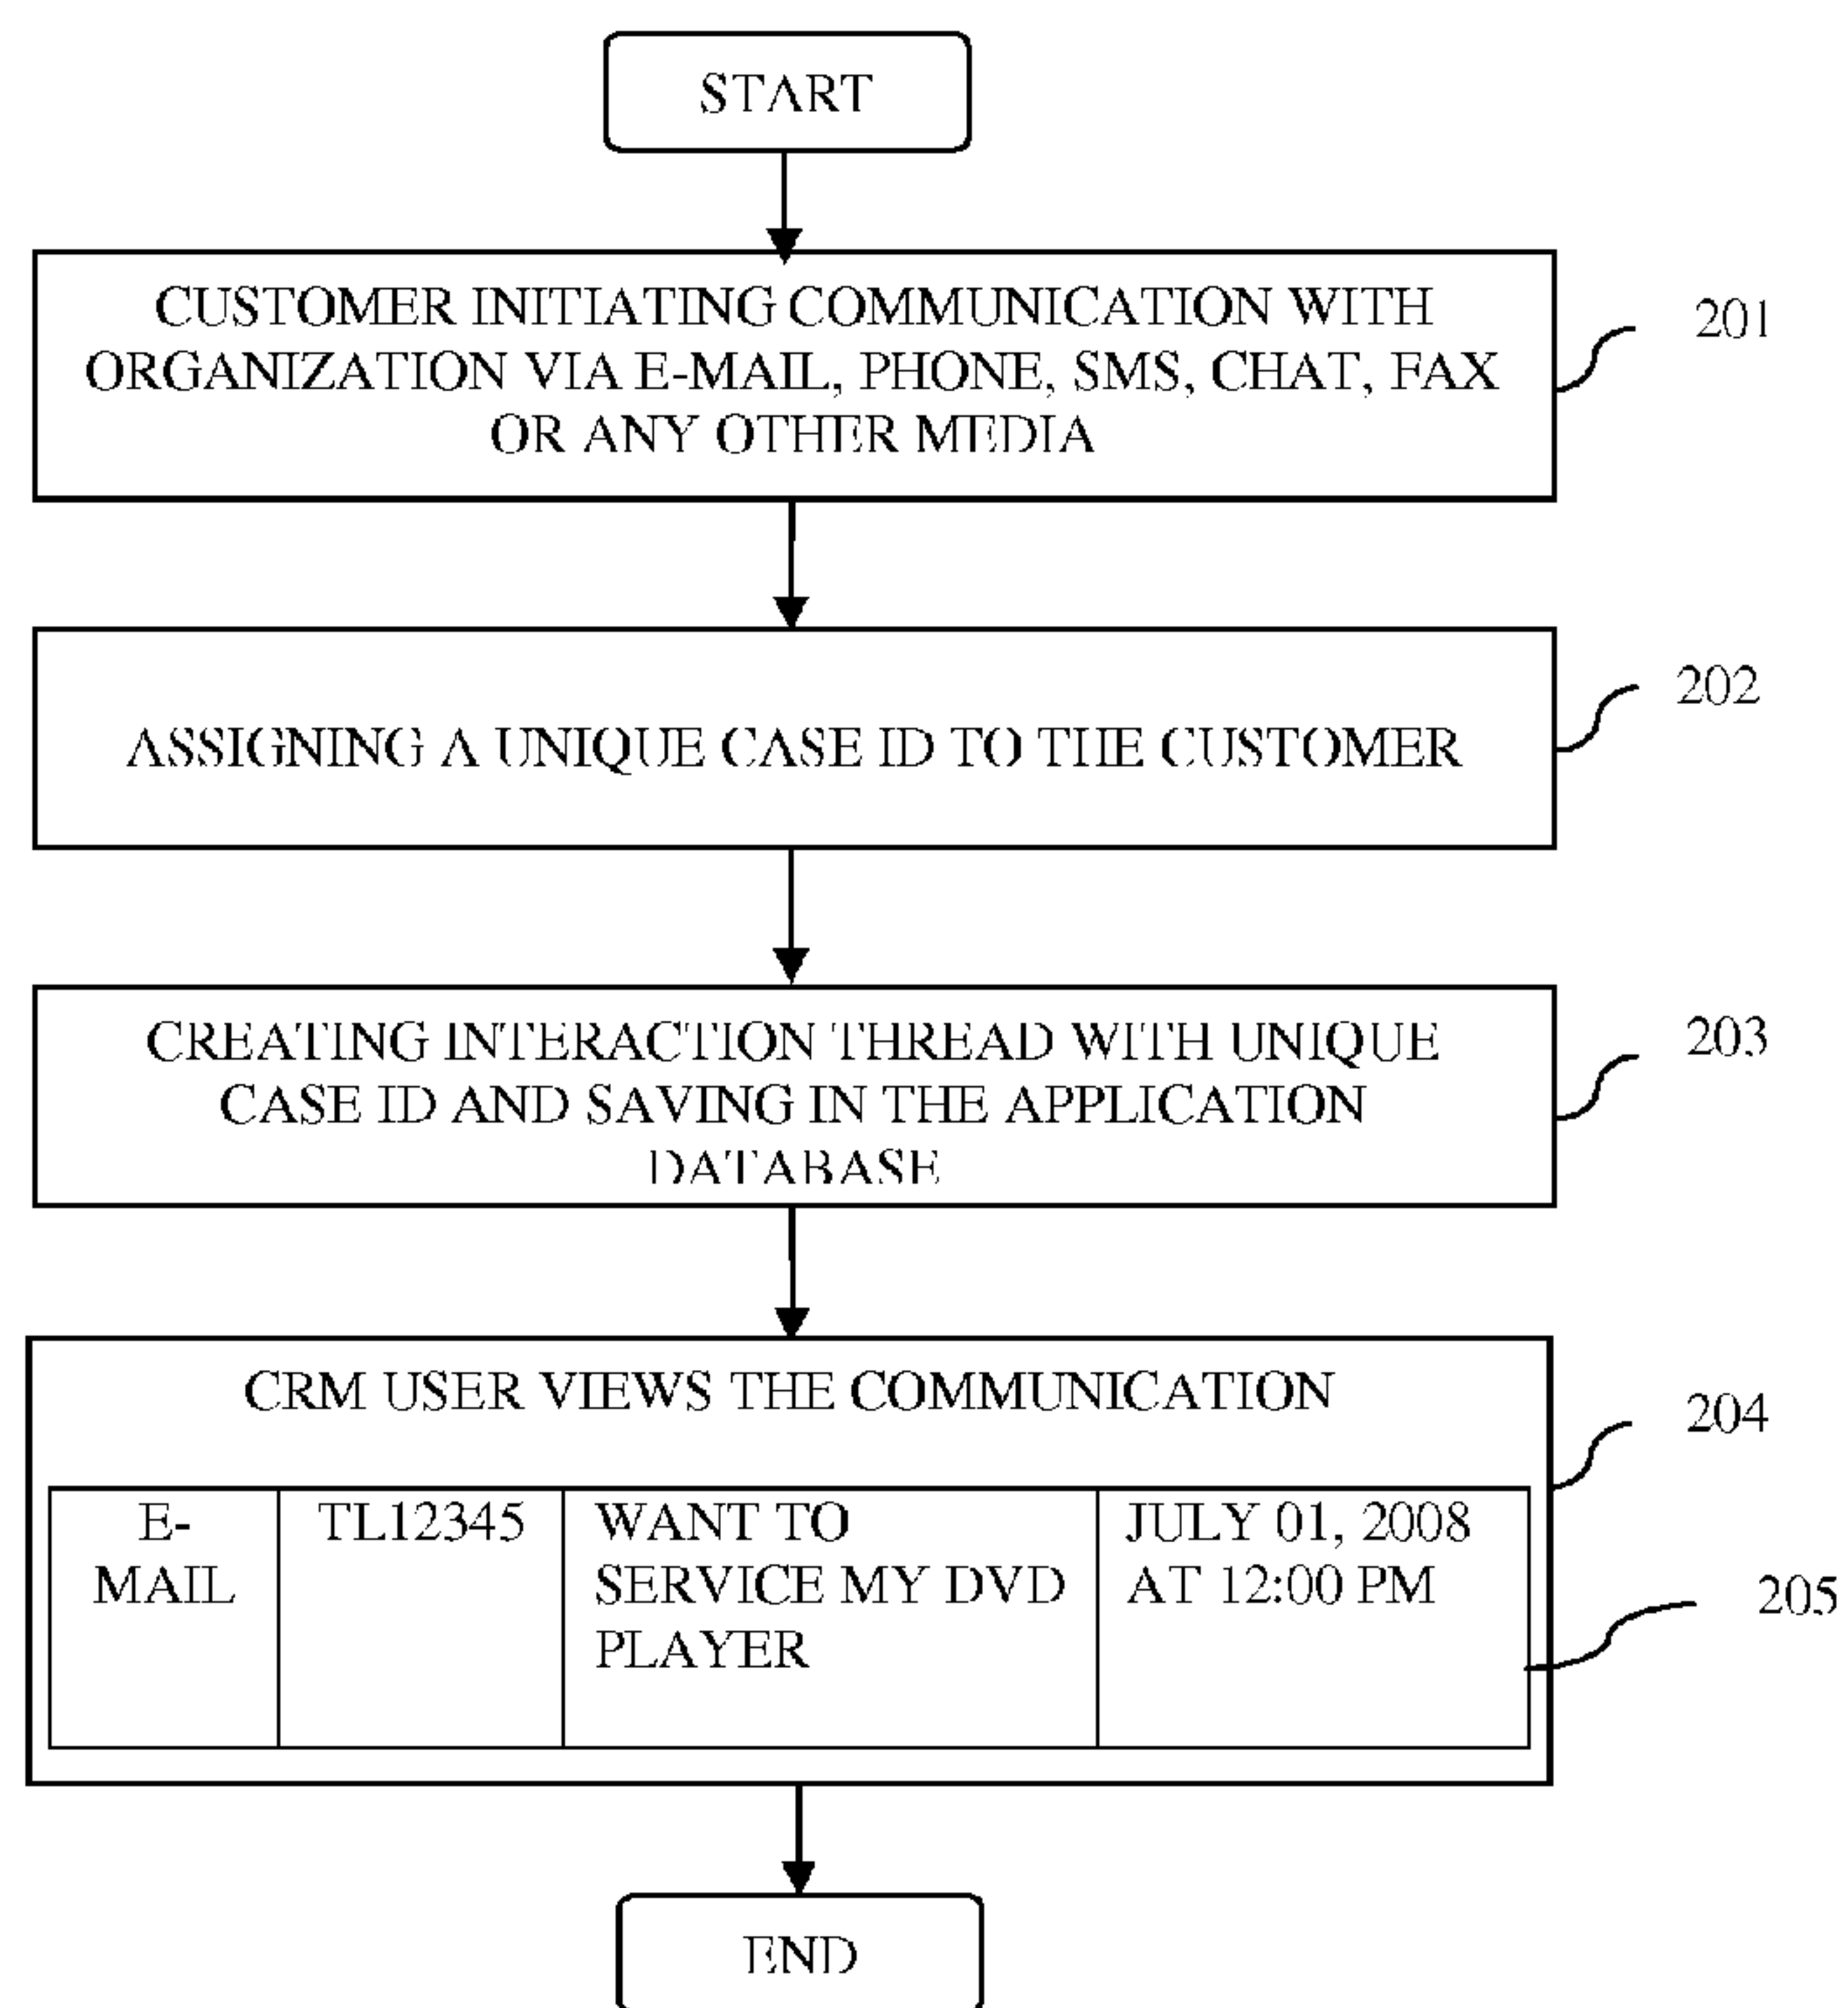 START
CUSTOMER INITIATING COMMUNICATION WITH
ORGANIZATION VIA E-MAIL, PHONE, SMS, CHAT, FAX
OR ANY OTHER MEDIA
201
ASSIGNING A UNIQUE CASE ID TO THE CUSTOMER
202
CREATING INTERACTION THREAD WITH UNIQUE
CASE ID AND SAVING IN THE APPLICATION
DATABASE
203
CRM USER VIEWS THE COMMUNICATION
204
E-
MAIL
TL12345
WANT TO
SERVICE MY DVD
PLAYER
JULY 01, 2008
AT 12:00 PM
205
END